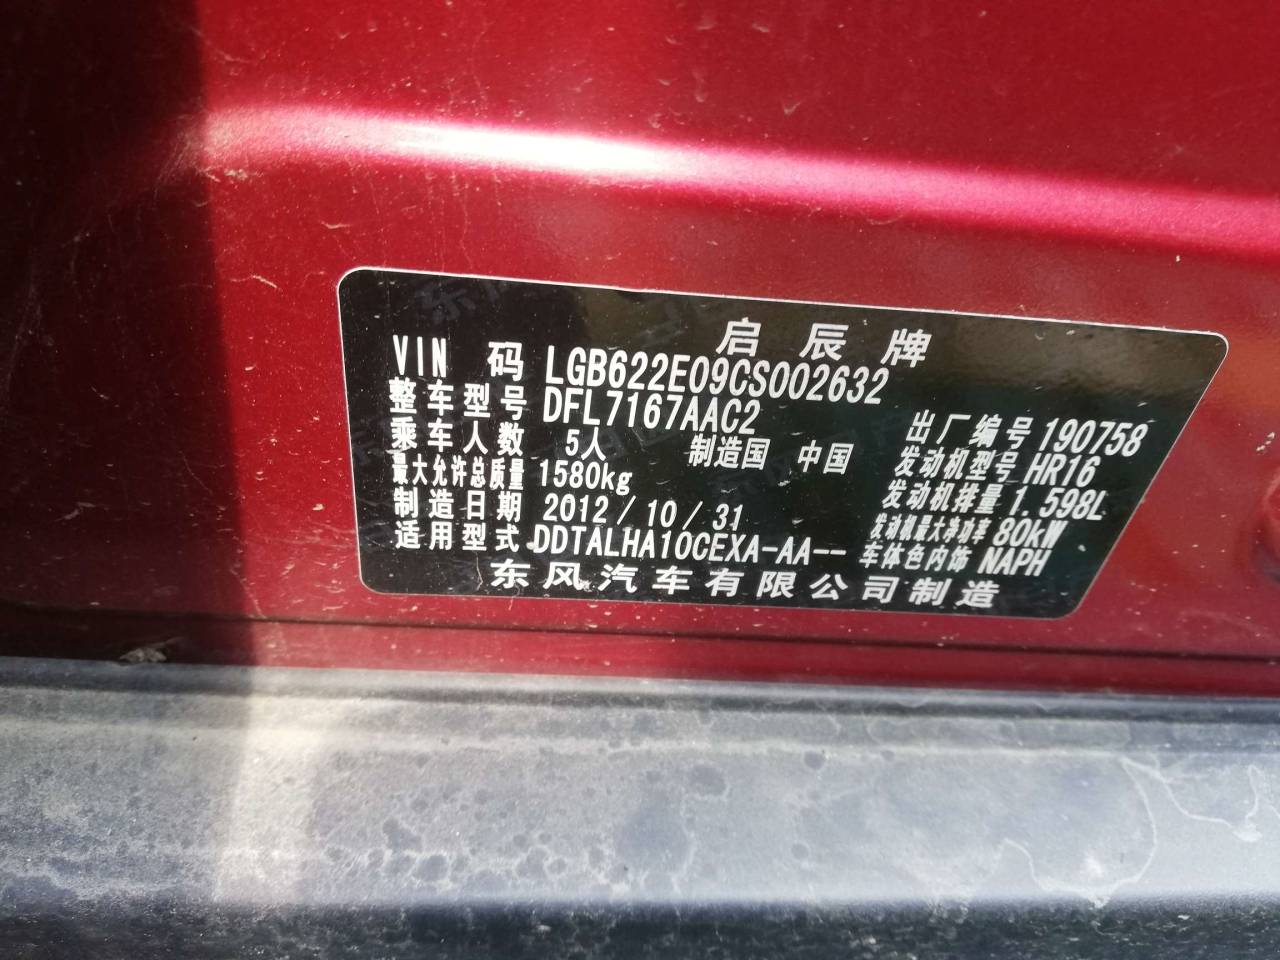 启辰牌
VIN 码 LGB622E09CS002632
整车型号 DFL7167AAC2 出厂编号 190758
乘车人数 5人 制造国 中国 发动机型号 HR16
最大允许总质量 1580kg 发动机排量 1.598L
制造日期 2012/10/31 发动机最大净功率 80kW
适用型式 DDTALHA10CEXA-AA-- 车体色内饰 NAPH
东风汽车有限公司制造